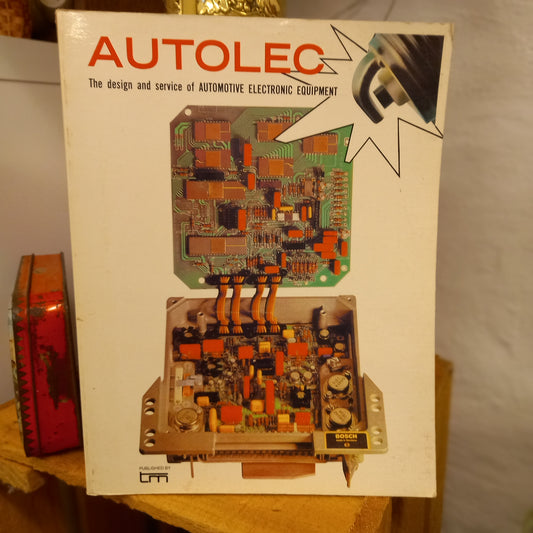 AUTOLEC
The design and service of AUTOMOTIVE ELECTRONIC EQUIPMENT
BOSCH
PUBLISHED BY
tm